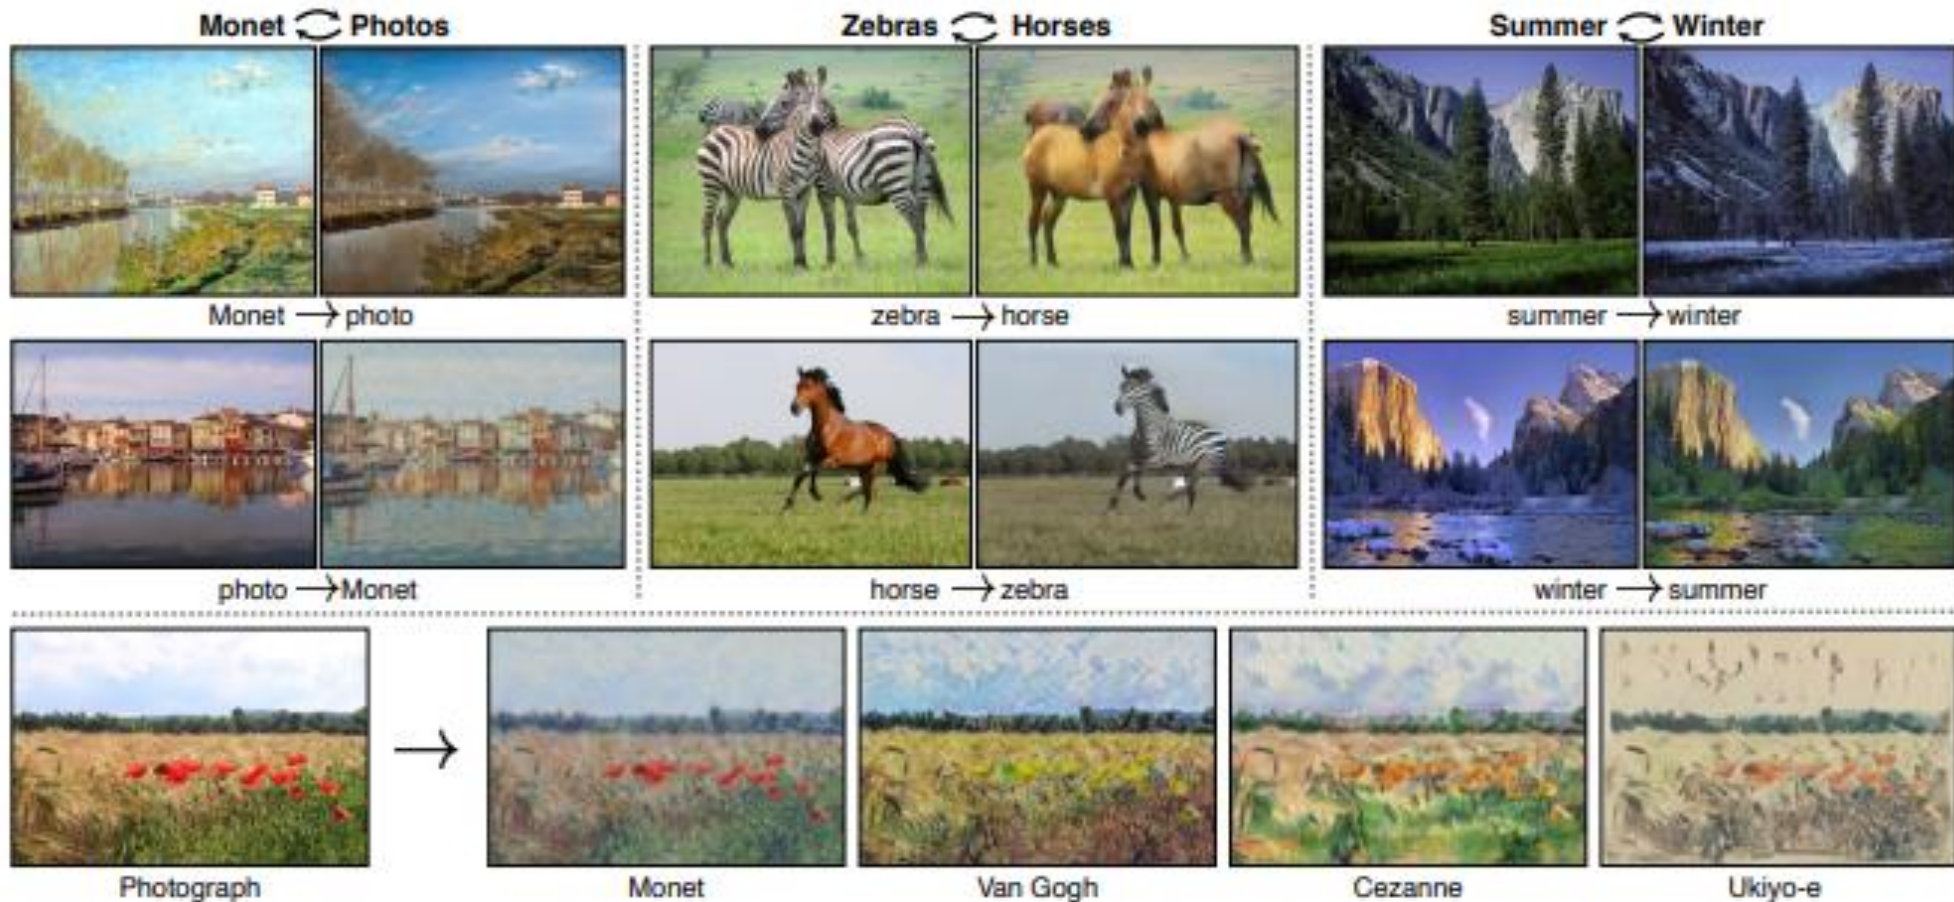 Monet Photos
Zebras Horses
Summer Winter
Monet → photo
zebra → horse
summer → winter
photo → Monet
horse → zebra
winter → summer
Photograph
Monet
Van Gogh
Cezanne
Ukiyo-e